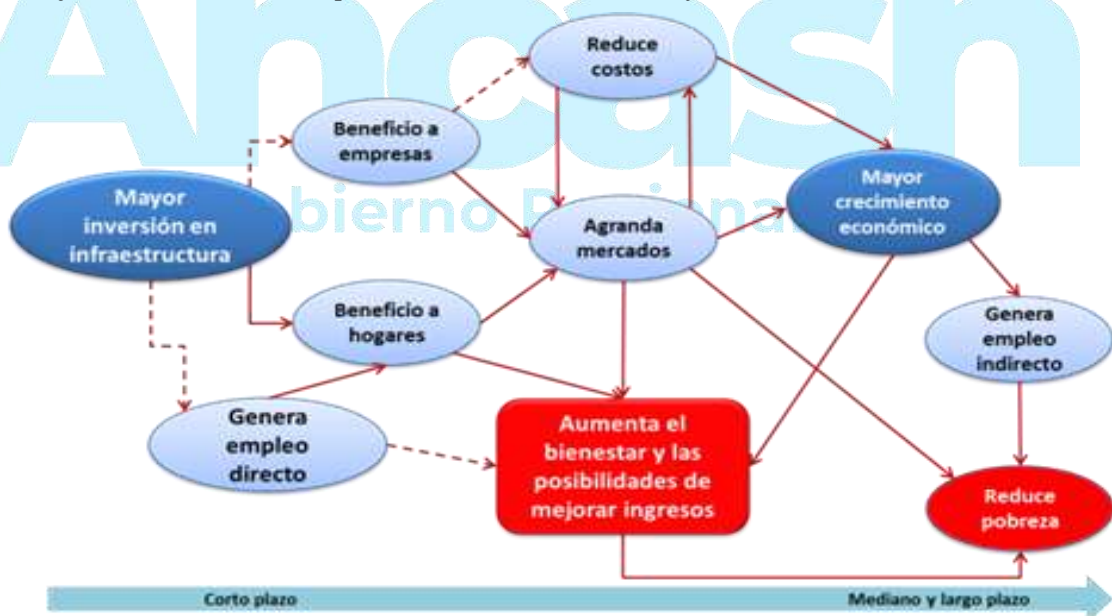 Ancash
Gobierno Regional
Reduce
costos
Beneficio a
empresas
Mayor
inversión en
infraestructura
Agranda
mercados
Mayor
crecimiento
económico
Beneficio a
hogares
Genera
empleo
indirecto
Genera
empleo
directo
Aumenta el
bienestar y las
posibilidades de
mejorar ingresos
Reduce
pobreza
Corto plazo
Mediano y largo plazo